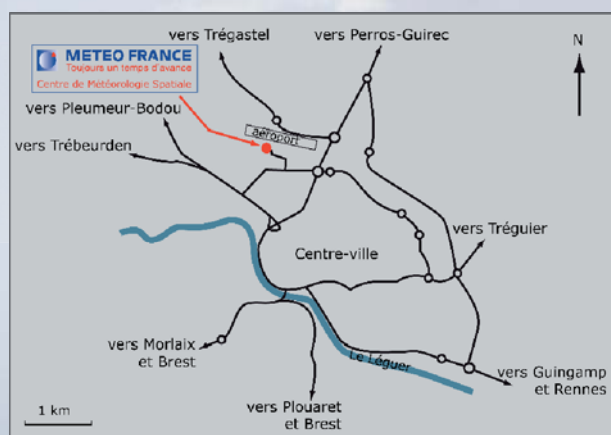 vers Trégastel
vers Perros-Guirec
METEO FRANCE
Toujours un temps d'avance
Centre de Météorologie Spatiale
N
vers Pleumeur-Bodou
aéroport
vers Trébeurden
vers Tréguier
Centre-ville
vers Morlaix
et Brest
Le Léguer
vers Guingamp
et Rennes
1 km
vers Plouaret
et Brest